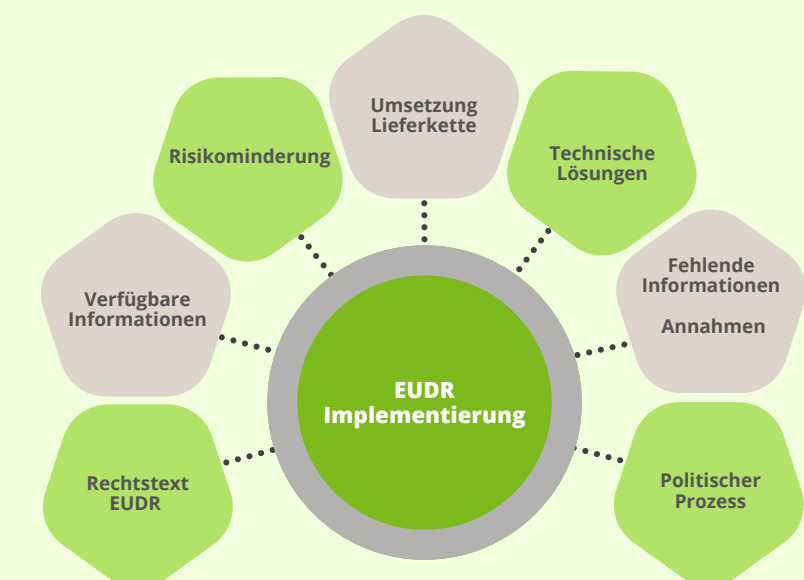 Umsetzung
Lieferkette
Risikominderung
Technische
Lösungen
Verfügbare
Informationen
Fehlende
Informationen
Annahmen
EUDR
Implementierung
Rechtstext
EUDR
Politischer
Prozess